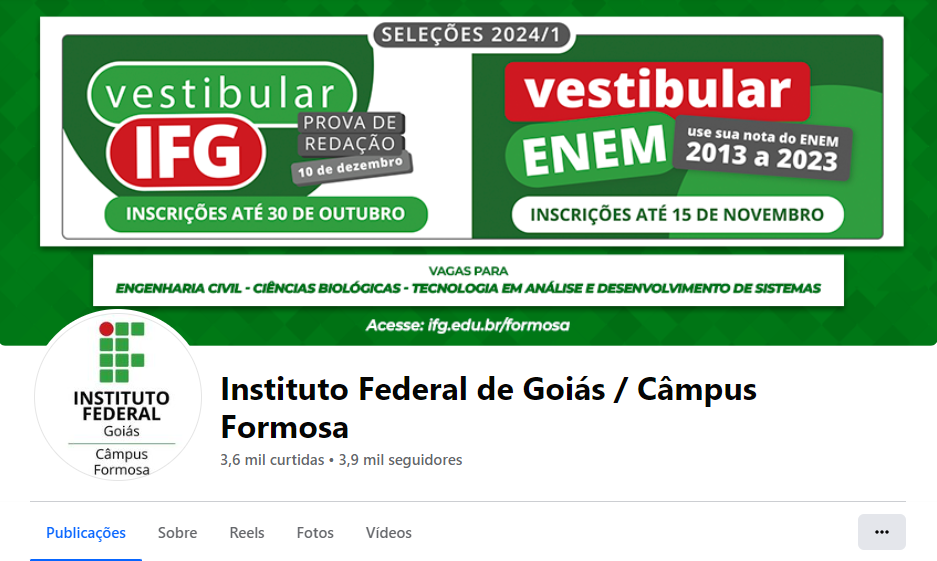 SELEÇÕES 2024/1
vestibular
IFG
PROVA DE
REDAÇÃO
10 de dezembro
INSCRIÇÕES ATÉ 30 DE OUTUBRO
vestibular
ENEM
use sua nota do ENEM
2013 a 2023
INSCRIÇÕES ATÉ 15 DE NOVEMBRO
VAGAS PARA
ENGENHARIA CIVIL - CIÊNCIAS BIOLÓGICAS - TECNOLOGIA EM ANÁLISE E DESENVOLVIMENTO DE SISTEMAS
Acesse: ifg.edu.br/formosa
INSTITUTO
FEDERAL
Goiás
Câmpus
Formosa
Instituto Federal de Goiás / Câmpus
Formosa
3,6 mil curtidas • 3,9 mil seguidores
Publicações Sobre Reels Fotos Vídeos